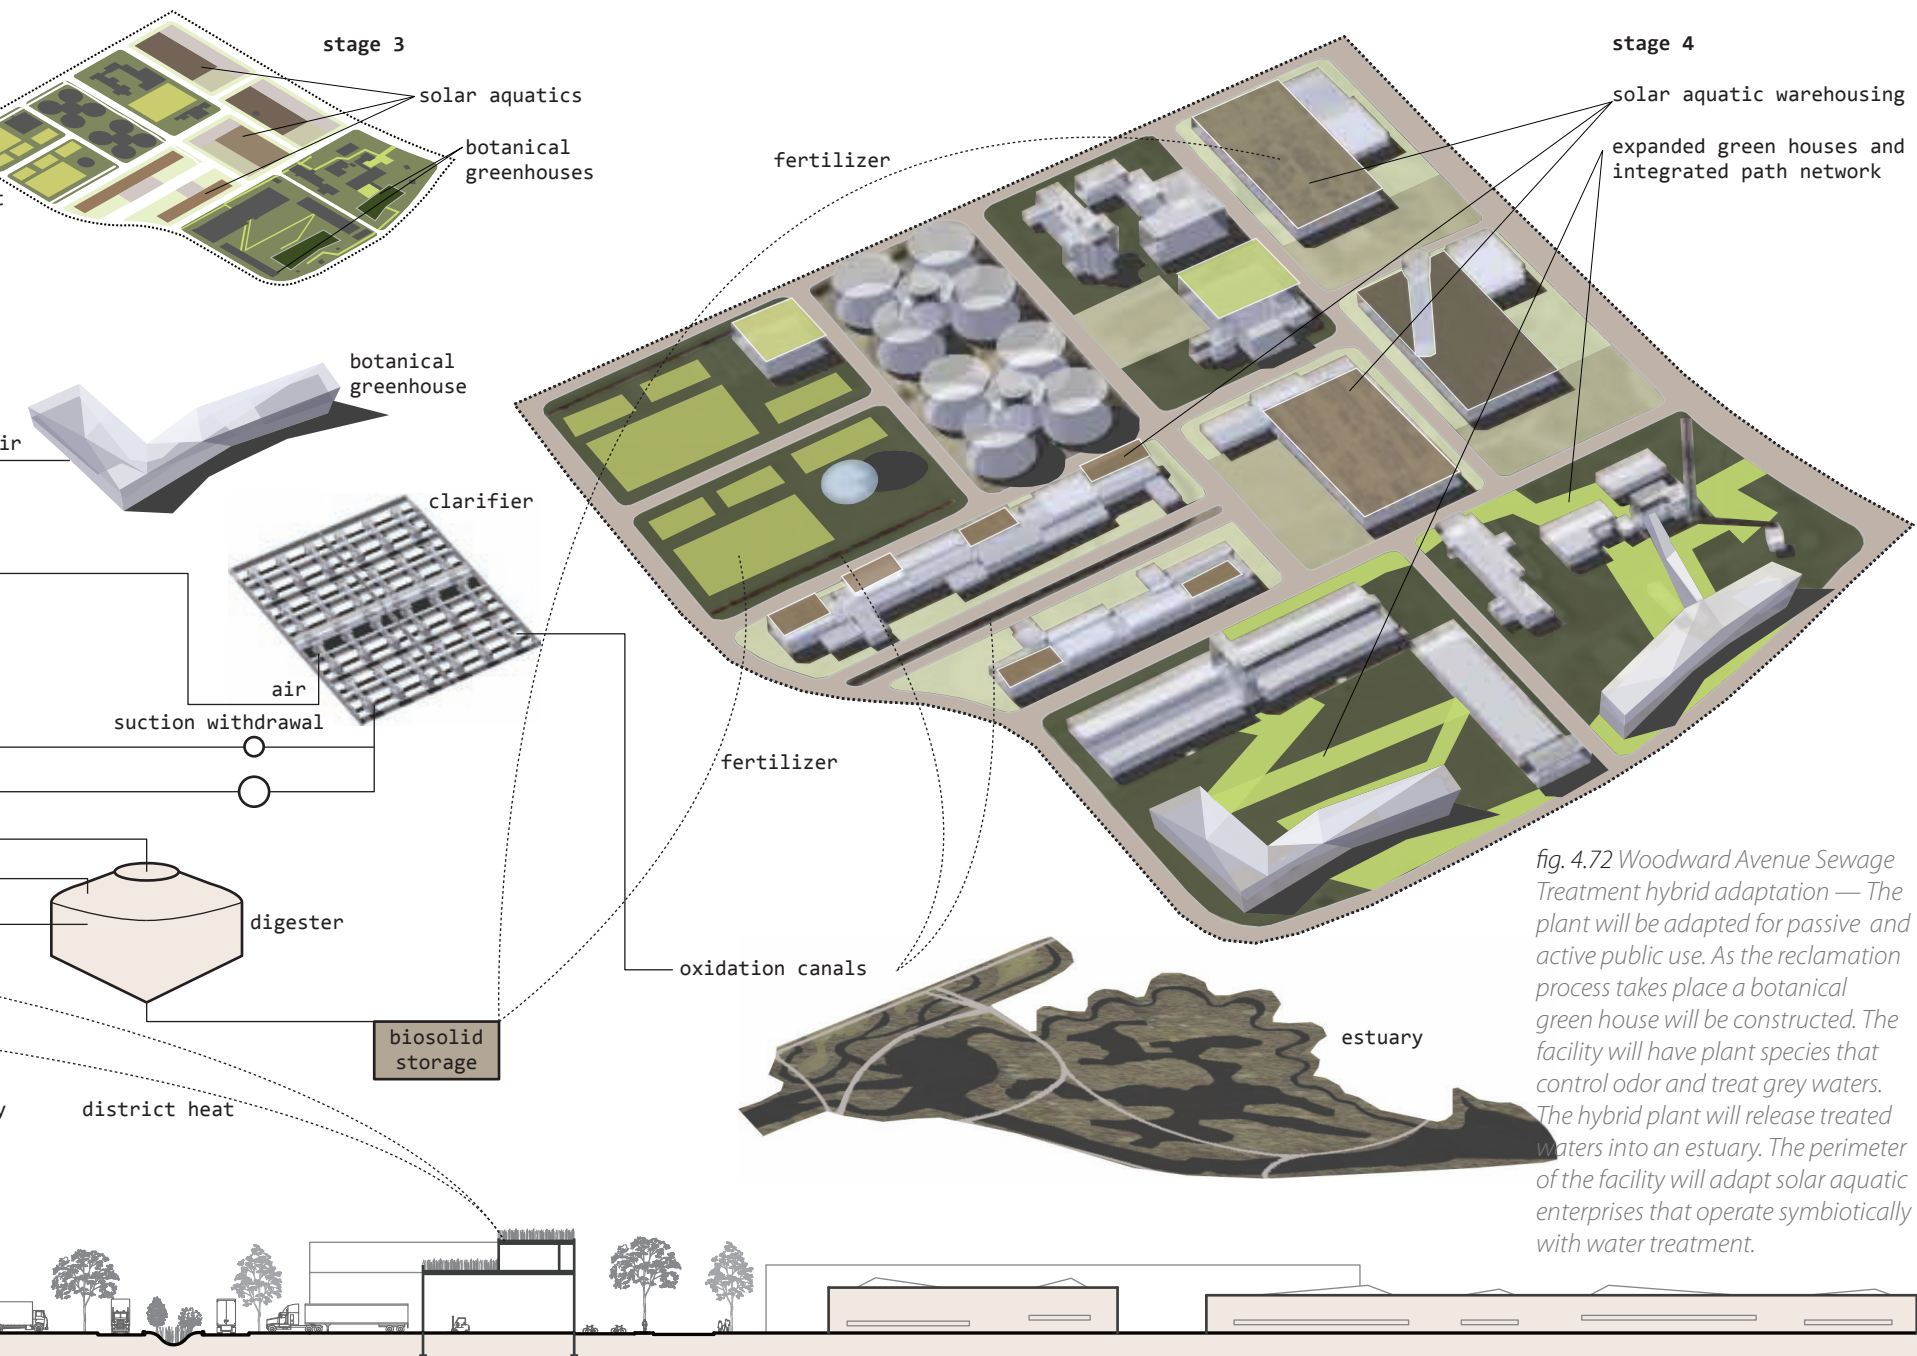 stage 3
solar aquatics
botanical
greenhouses
botanical
greenhouse
ir
clarifier
air
suction withdrawal
digester
biosolid
storage
district heat
y
fertilizer
fertilizer
oxidation canals
estuary
stage 4
solar aquatic warehousing
expanded green houses and
integrated path network
fig. 4.72 Woodward Avenue Sewage
Treatment hybrid adaptation — The
plant will be adapted for passive and
active public use. As the reclamation
process takes place a botanical
green house will be constructed. The
facility will have plant species that
control odor and treat grey waters.
The hybrid plant will release treated
waters into an estuary. The perimeter
of the facility will adapt solar aquatic
enterprises that operate symbiotically
with water treatment.